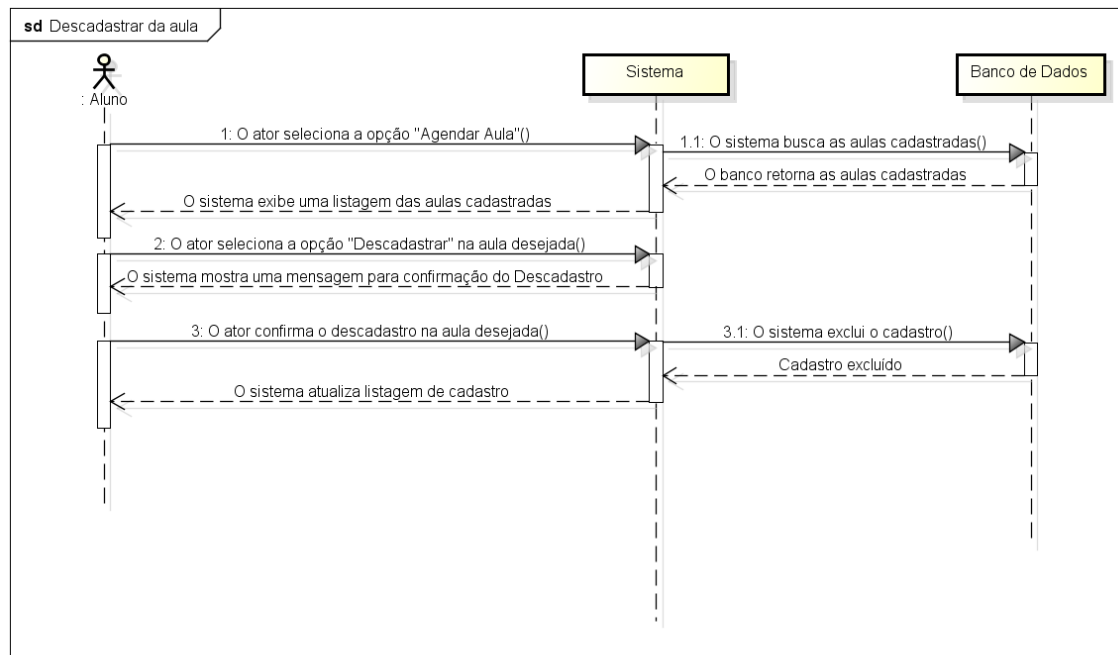 sd Descadastrar da aula
: Aluno
Sistema
Banco de Dados
1: O ator seleciona a opção "Agendar Aula"()
1.1: O sistema busca as aulas cadastradas()
O banco retorna as aulas cadastradas
O sistema exibe uma listagem das aulas cadastradas
2: O ator seleciona a opção "Descadastrar" na aula desejada()
O sistema mostra uma mensagem para confirmação do Descadastro
3: O ator confirma o descadastro na aula desejada()
3.1: O sistema exclui o cadastro()
Cadastro excluído
O sistema atualiza listagem de cadastro